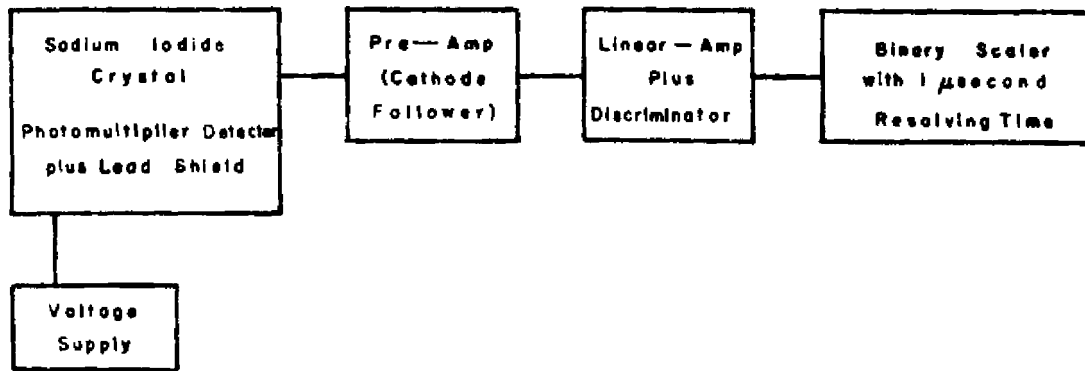 Sodium Iodide
Crystal
Photomultiplier Detector
plus Lead Shield
Pre-Amp
(Cathode
Follower)
Linear-Amp
Plus
Discriminator
Binary Scaler
with 1 μsecond
Resolving Time
Voltage
Supply